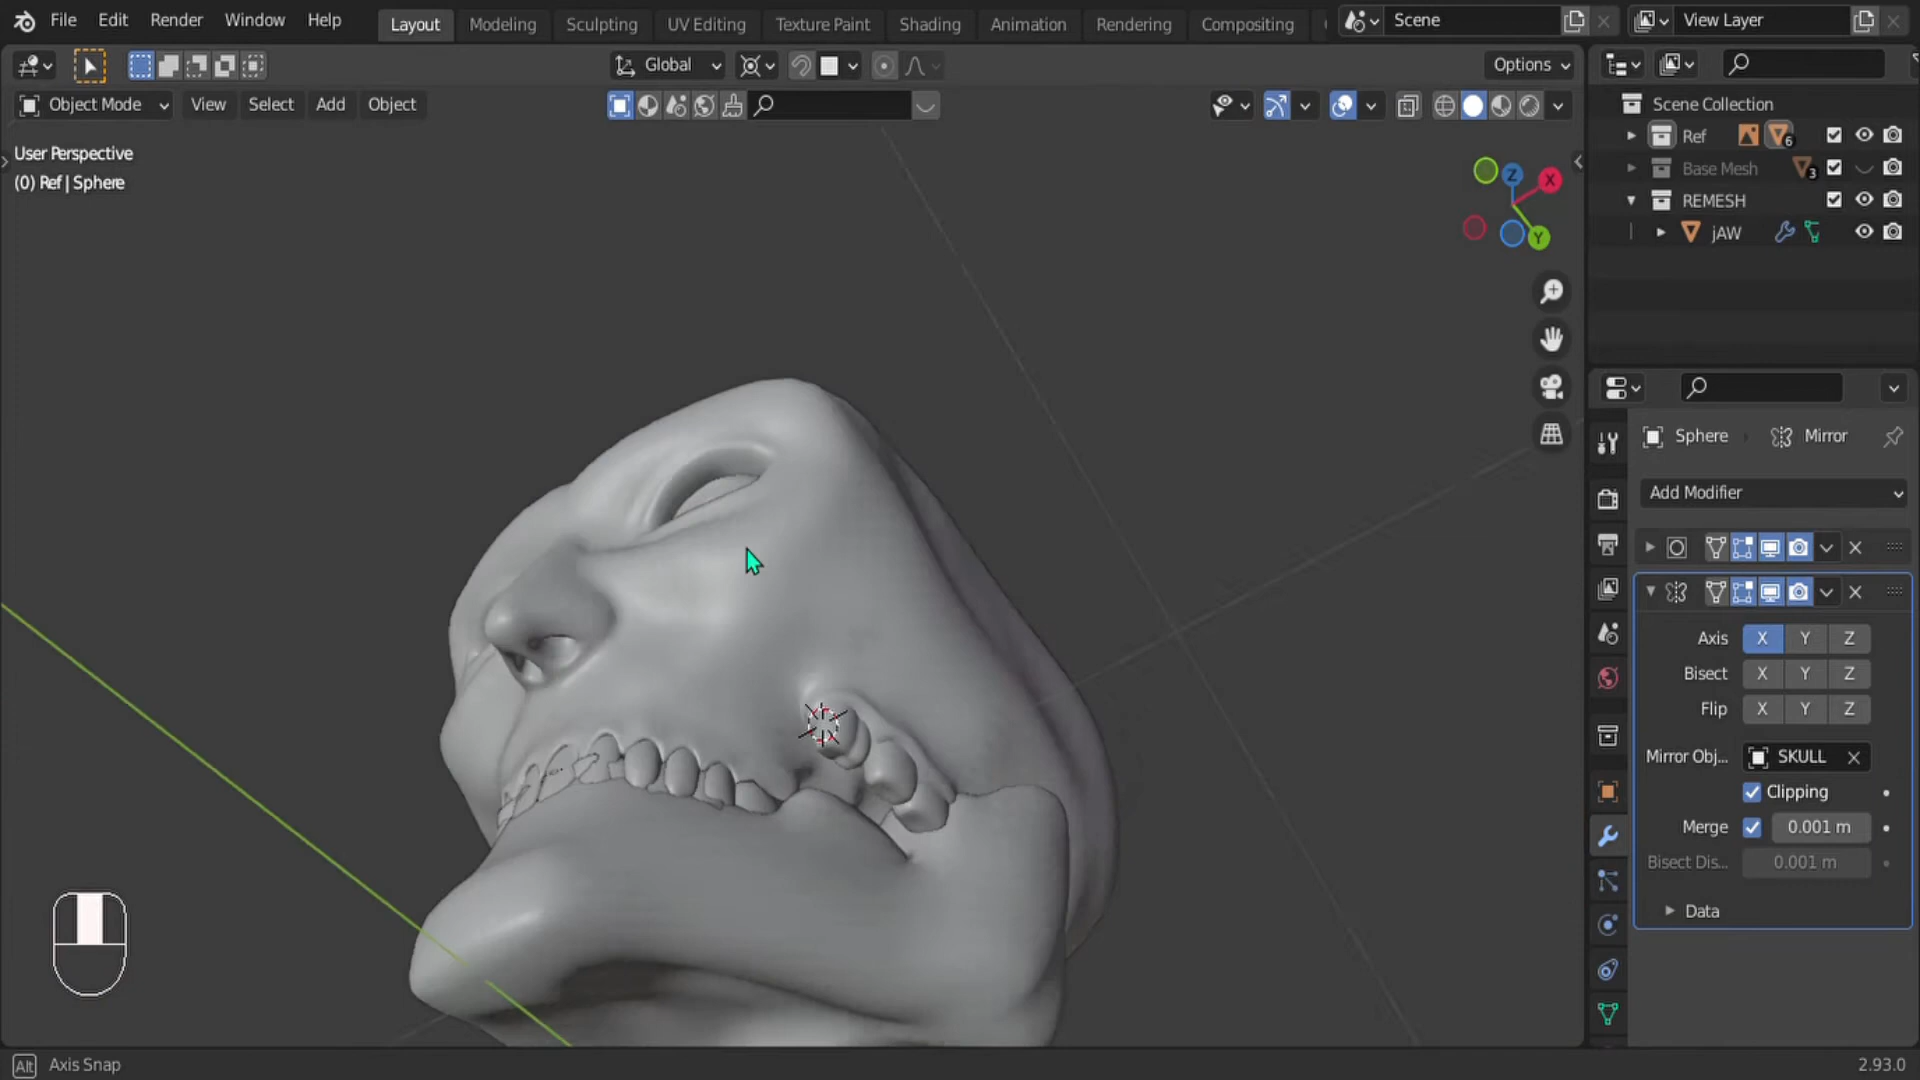 File Edit Render Window Help Layout Modeling Sculpting UV Editing Texture Paint Shading Animation Rendering Compositing Scene View Layer
Global Options
Object Mode View Select Add Object
User Perspective
(0) Ref | Sphere
Z X Y
Scene Collection
Ref 6
Base Mesh 3
REMESH
jAW
Sphere Mirror
Add Modifier
Axis X Y Z
Bisect X Y Z
Flip X Y Z
Mirror Obj... SKULL
Clipping
Merge 0.001 m
Bisect Dis... 0.001 m
Data
Alt Axis Snap 2.93.0